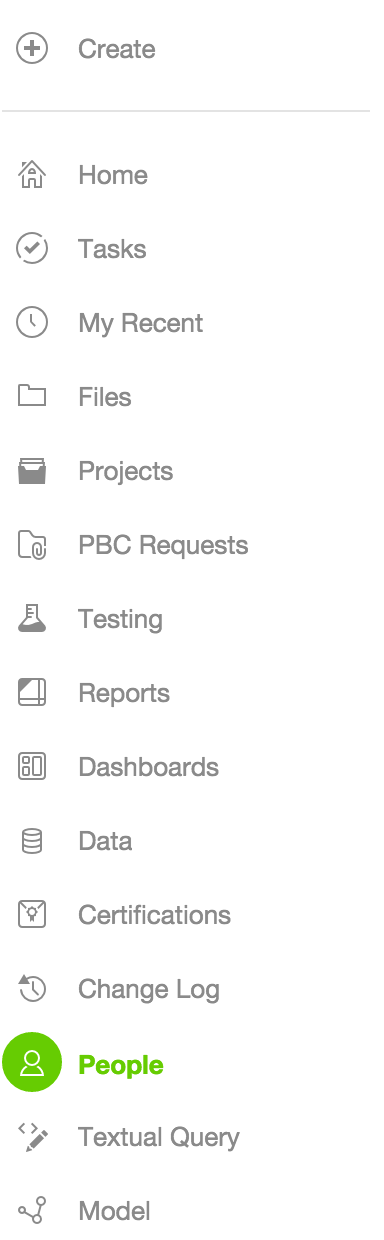 Create
Home
Tasks
My Recent
Files
Projects
PBC Requests
Testing
Reports
Dashboards
Data
Certifications
Change Log
People
Textual Query
Model